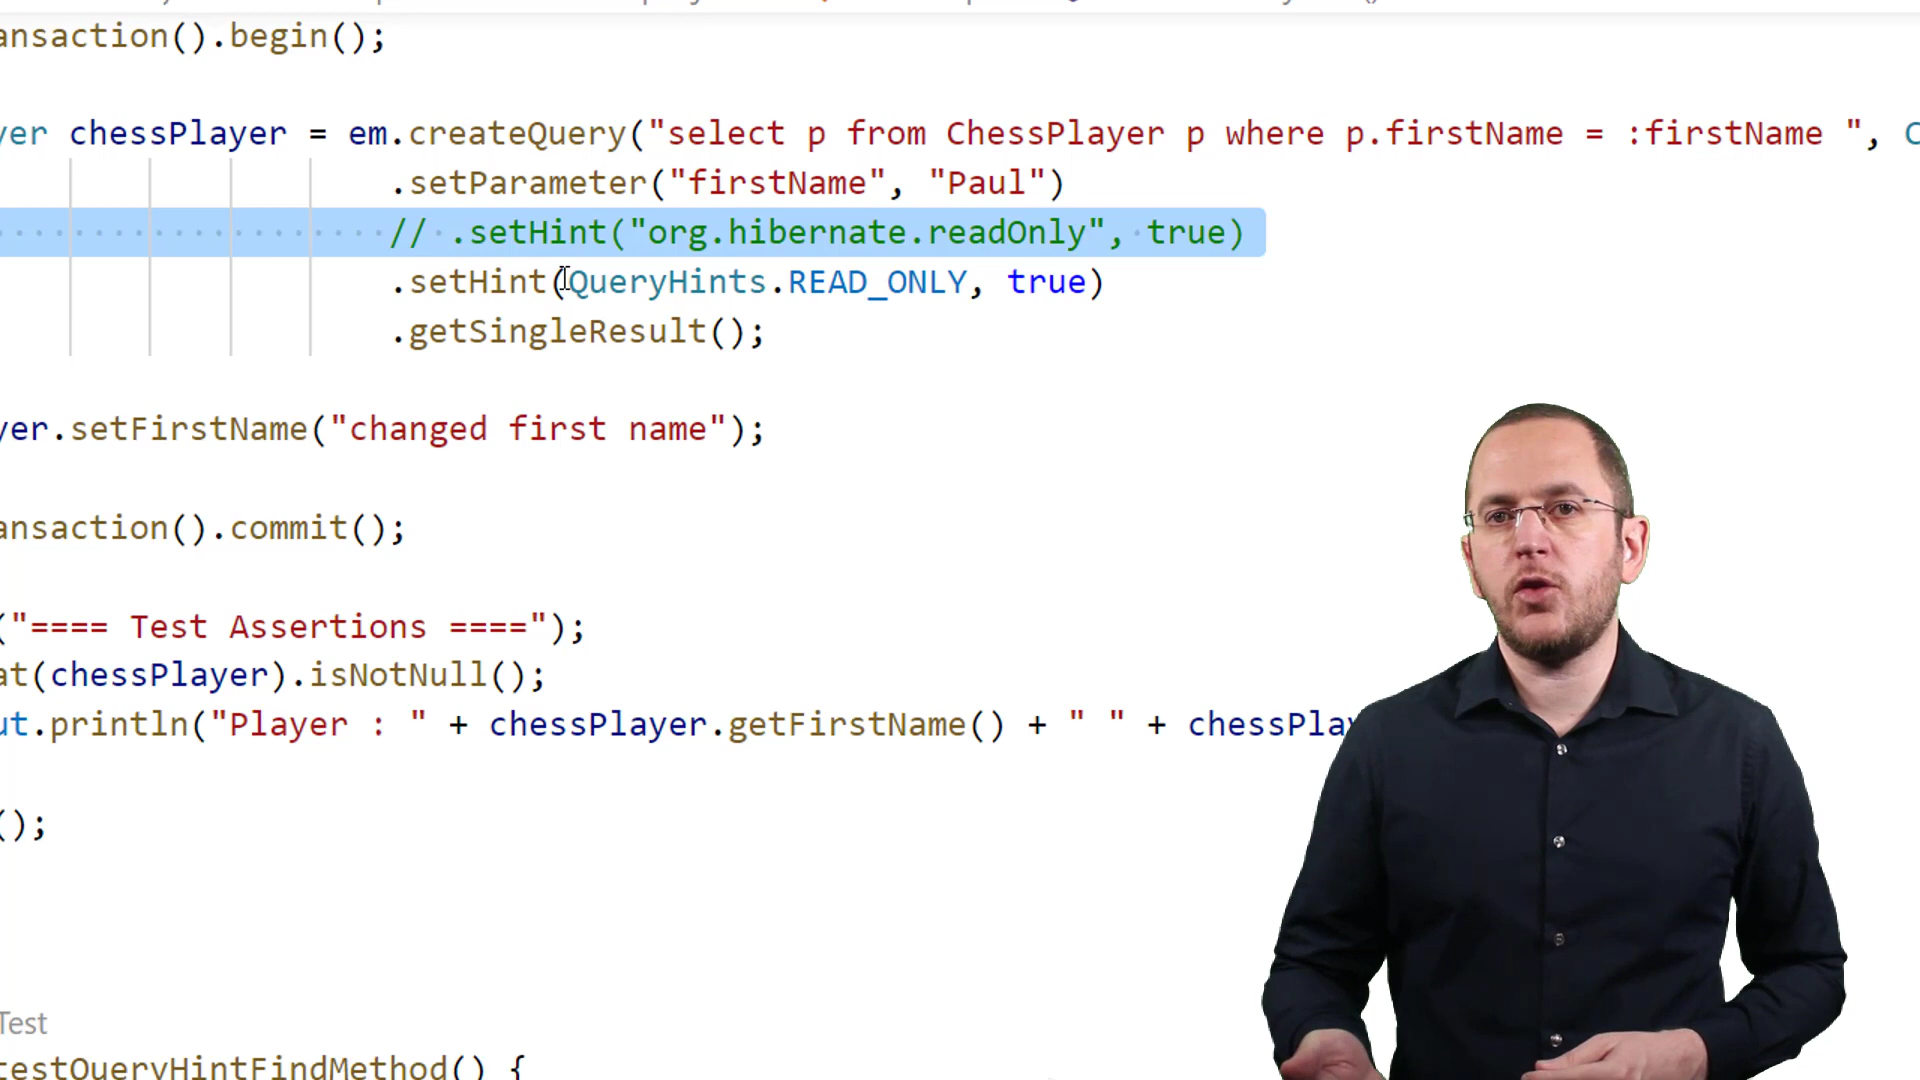 ansaction().begin();
yer chessPlayer = em.createQuery("select p from ChessPlayer p where p.firstName = :firstName ", C
.setParameter("firstName", "Paul")
// .setHint("org.hibernate.readOnly", true)
.setHint(QueryHints.READ_ONLY, true)
.getSingleResult();
yer.setFirstName("changed first name");
ansaction().commit();
("==== Test Assertions ====");
at(chessPlayer).isNotNull();
ut.println("Player : " + chessPlayer.getFirstName() + " " + chessPla
();
Test
testQueryHintFindMethod() {